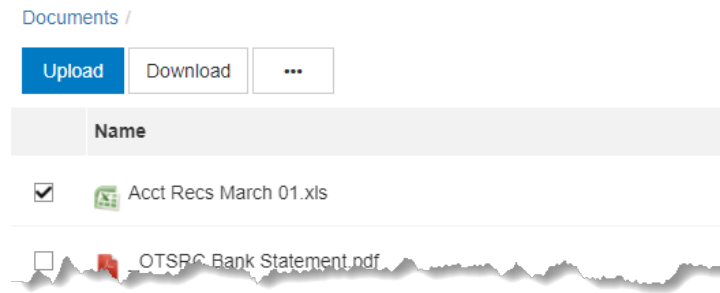 Documents /
Upload Download •••
Name
Acct Recs March 01.xls
OTSRC Bank Statement.pdf